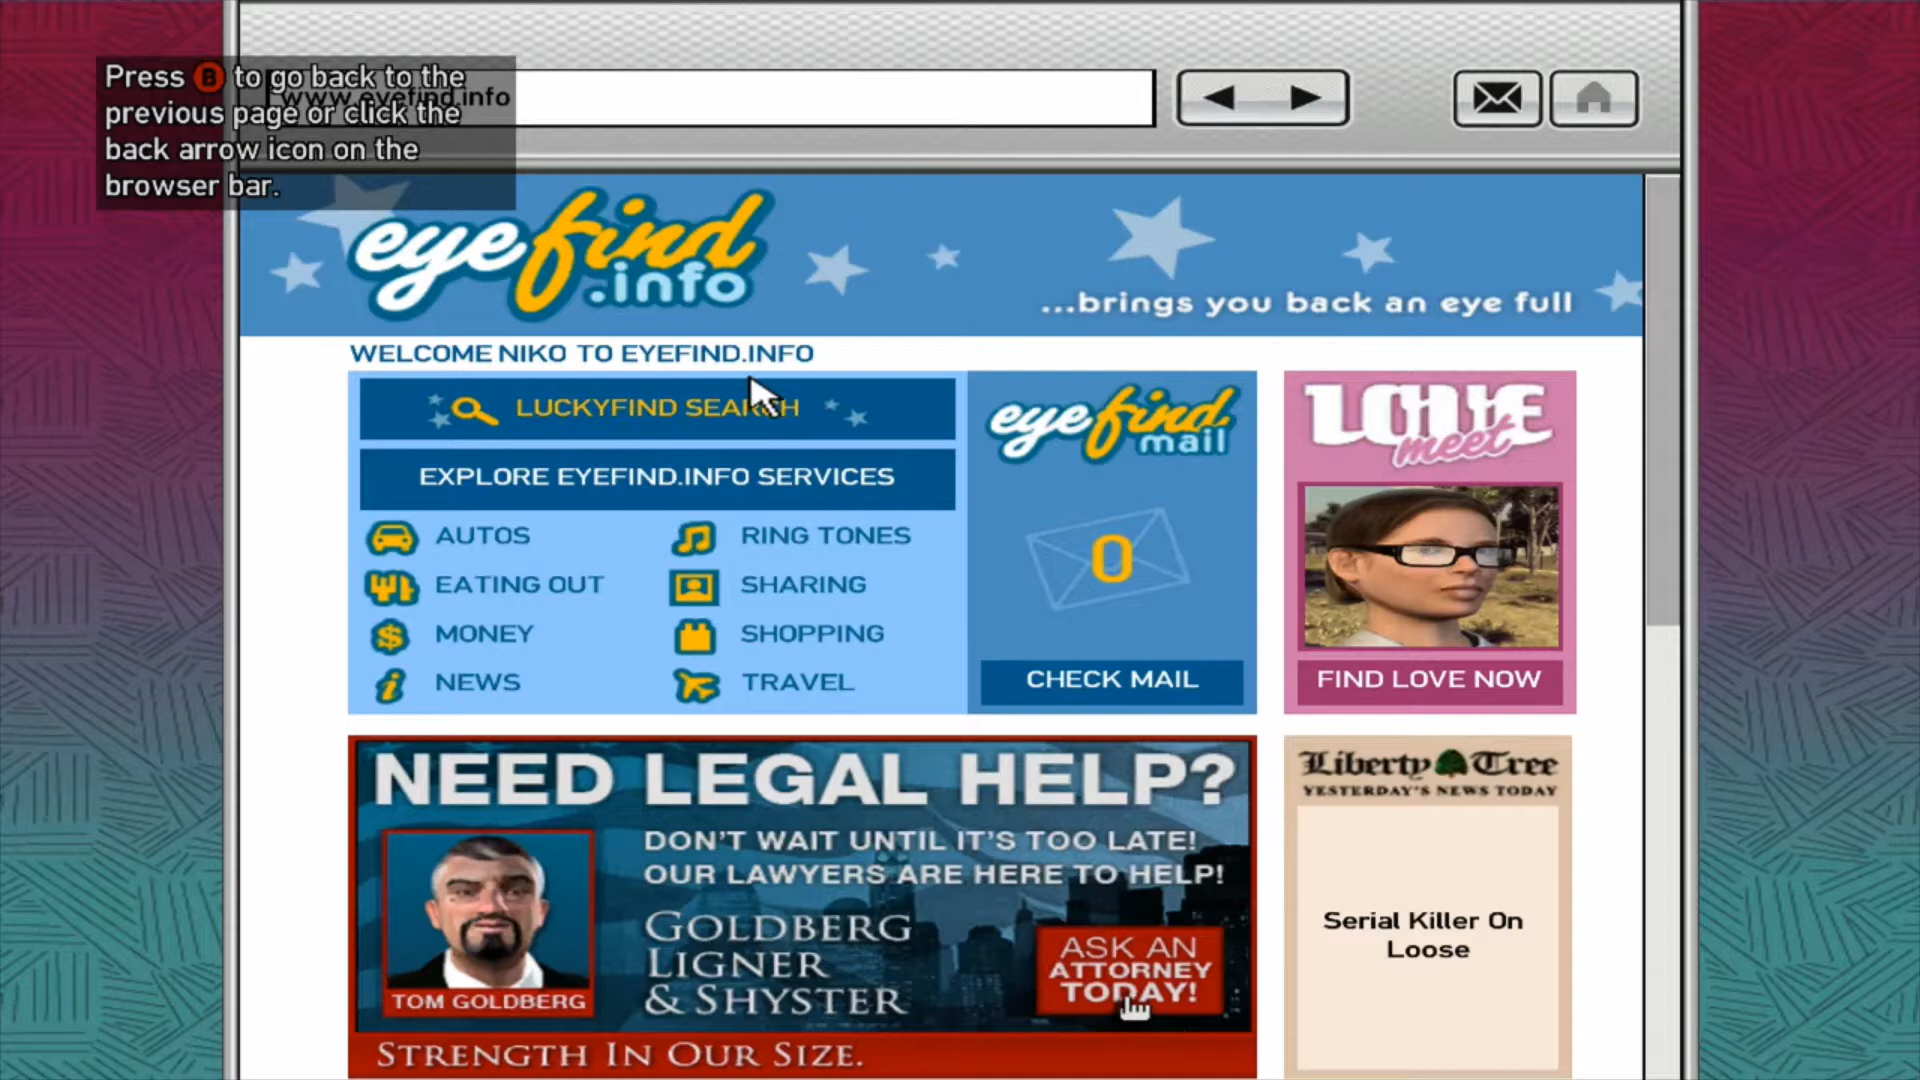 Press B to go back to the
previous page or click the
back arrow icon on the
browser bar.
www.eyefind.info
eyefind
.info
...brings you back an eye full
WELCOME NIKO TO EYEFIND.INFO
LUCKYFIND SEARCH
EXPLORE EYEFIND.INFO SERVICES
AUTOS
RING TONES
EATING OUT
SHARING
MONEY
SHOPPING
NEWS
TRAVEL
eyefind
mail
0
CHECK MAIL
LOVE
meet
FIND LOVE NOW
NEED LEGAL HELP?
DON'T WAIT UNTIL IT'S TOO LATE!
OUR LAWYERS ARE HERE TO HELP!
GOLDBERG
LIGNER
& SHYSTER
TOM GOLDBERG
ASK AN
ATTORNEY
TODAY!
STRENGTH IN OUR SIZE.
Liberty Tree
YESTERDAY'S NEWS TODAY
Serial Killer On
Loose